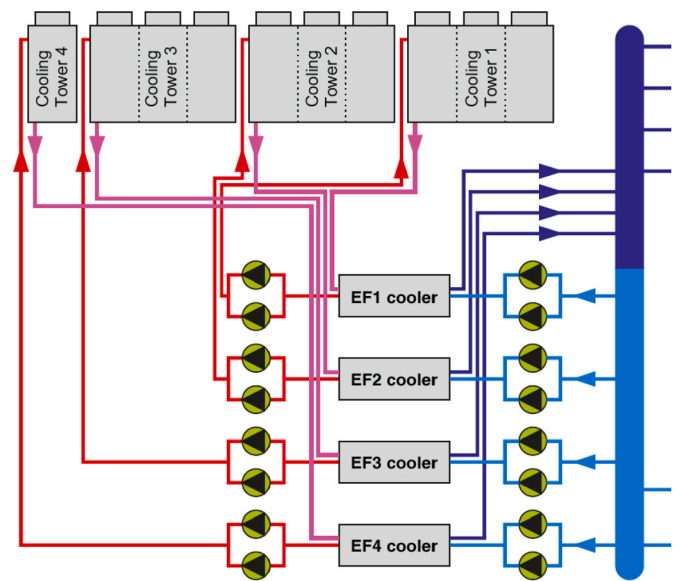 Cooling
Tower 4
Cooling
Tower 3
Cooling
Tower 2
Cooling
Tower 1
EF1 cooler
EF2 cooler
EF3 cooler
EF4 cooler